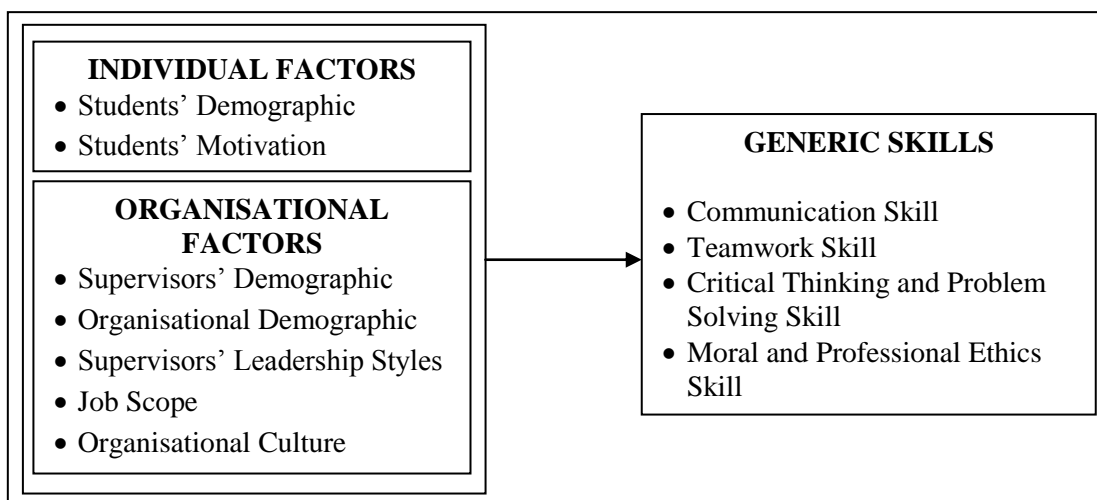 INDIVIDUAL FACTORS
• Students’ Demographic
• Students’ Motivation
ORGANISATIONAL
FACTORS
• Supervisors’ Demographic
• Organisational Demographic
• Supervisors’ Leadership Styles
• Job Scope
• Organisational Culture
GENERIC SKILLS
• Communication Skill
• Teamwork Skill
• Critical Thinking and Problem
Solving Skill
• Moral and Professional Ethics
Skill